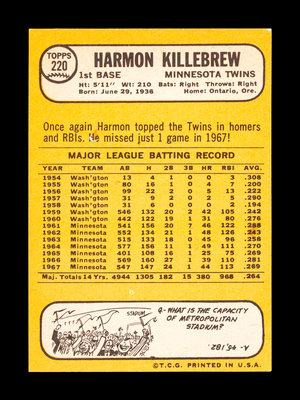 TOPPS
220
HARMON KILLEBREW
1st BASE MINNESOTA TWINS
Ht: 5'11" Wt: 210 Bats: Right Throws: Right
Born: June 29, 1936 Home: Ontario, Ore.
Once again Harmon topped the Twins in homers
and RBIs. He missed just 1 game in 1967!
MAJOR LEAGUE BATTING RECORD
YEAR TEAM AB H 2B 3B HR RBI AVG.
1954 Wash'gton 13 4 1 0 0 3 .308
1955 Wash'gton 80 16 1 0 4 7 .200
1956 Wash'gton 99 22 2 0 5 13 .222
1957 Wash'gton 31 9 2 0 2 5 .290
1958 Wash'gton 31 6 0 0 0 2 .194
1959 Wash'gton 546 132 20 2 42 105 .242
1960 Wash'gton 442 122 19 1 31 80 .276
1961 Minnesota 541 156 20 7 46 122 .288
1962 Minnesota 552 134 21 1 48 126 .243
1963 Minnesota 515 133 18 0 45 96 .258
1964 Minnesota 577 156 11 1 49 111 .270
1965 Minnesota 401 108 16 1 25 75 .269
1966 Minnesota 569 160 27 1 39 110 .281
1967 Minnesota 547 147 24 1 44 113 .269
Maj. Totals 14 Years 4944 1305 182 15 380 968 .264
STADIUM
Q- WHAT IS THE CAPACITY
OF METROPOLITAN
STADIUM?
A- 45,182.
©T.C.G. PRINTED IN U.S.A.